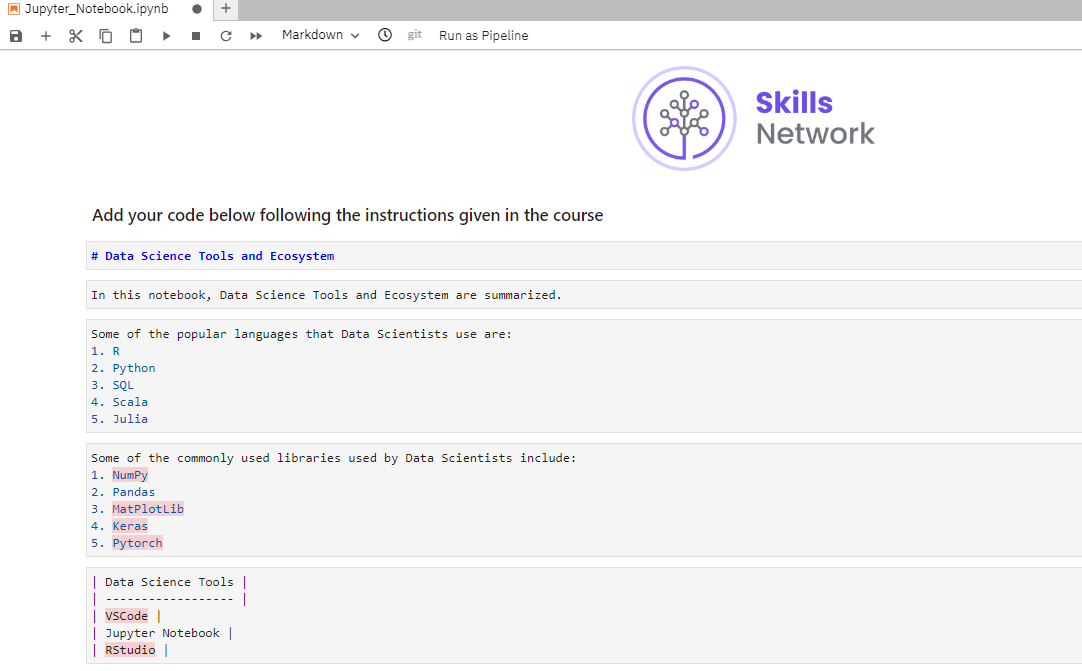 Jupyter_Notebook.ipynb
Markdown git Run as Pipeline
Skills
Network
Add your code below following the instructions given in the course
# Data Science Tools and Ecosystem
In this notebook, Data Science Tools and Ecosystem are summarized.
Some of the popular languages that Data Scientists use are:
1. R
2. Python
3. SQL
4. Scala
5. Julia
Some of the commonly used libraries used by Data Scientists include:
1. NumPy
2. Pandas
3. MatPlotLib
4. Keras
5. Pytorch
| Data Science Tools |
| ------------------ |
| VSCode |
| Jupyter Notebook |
| RStudio |